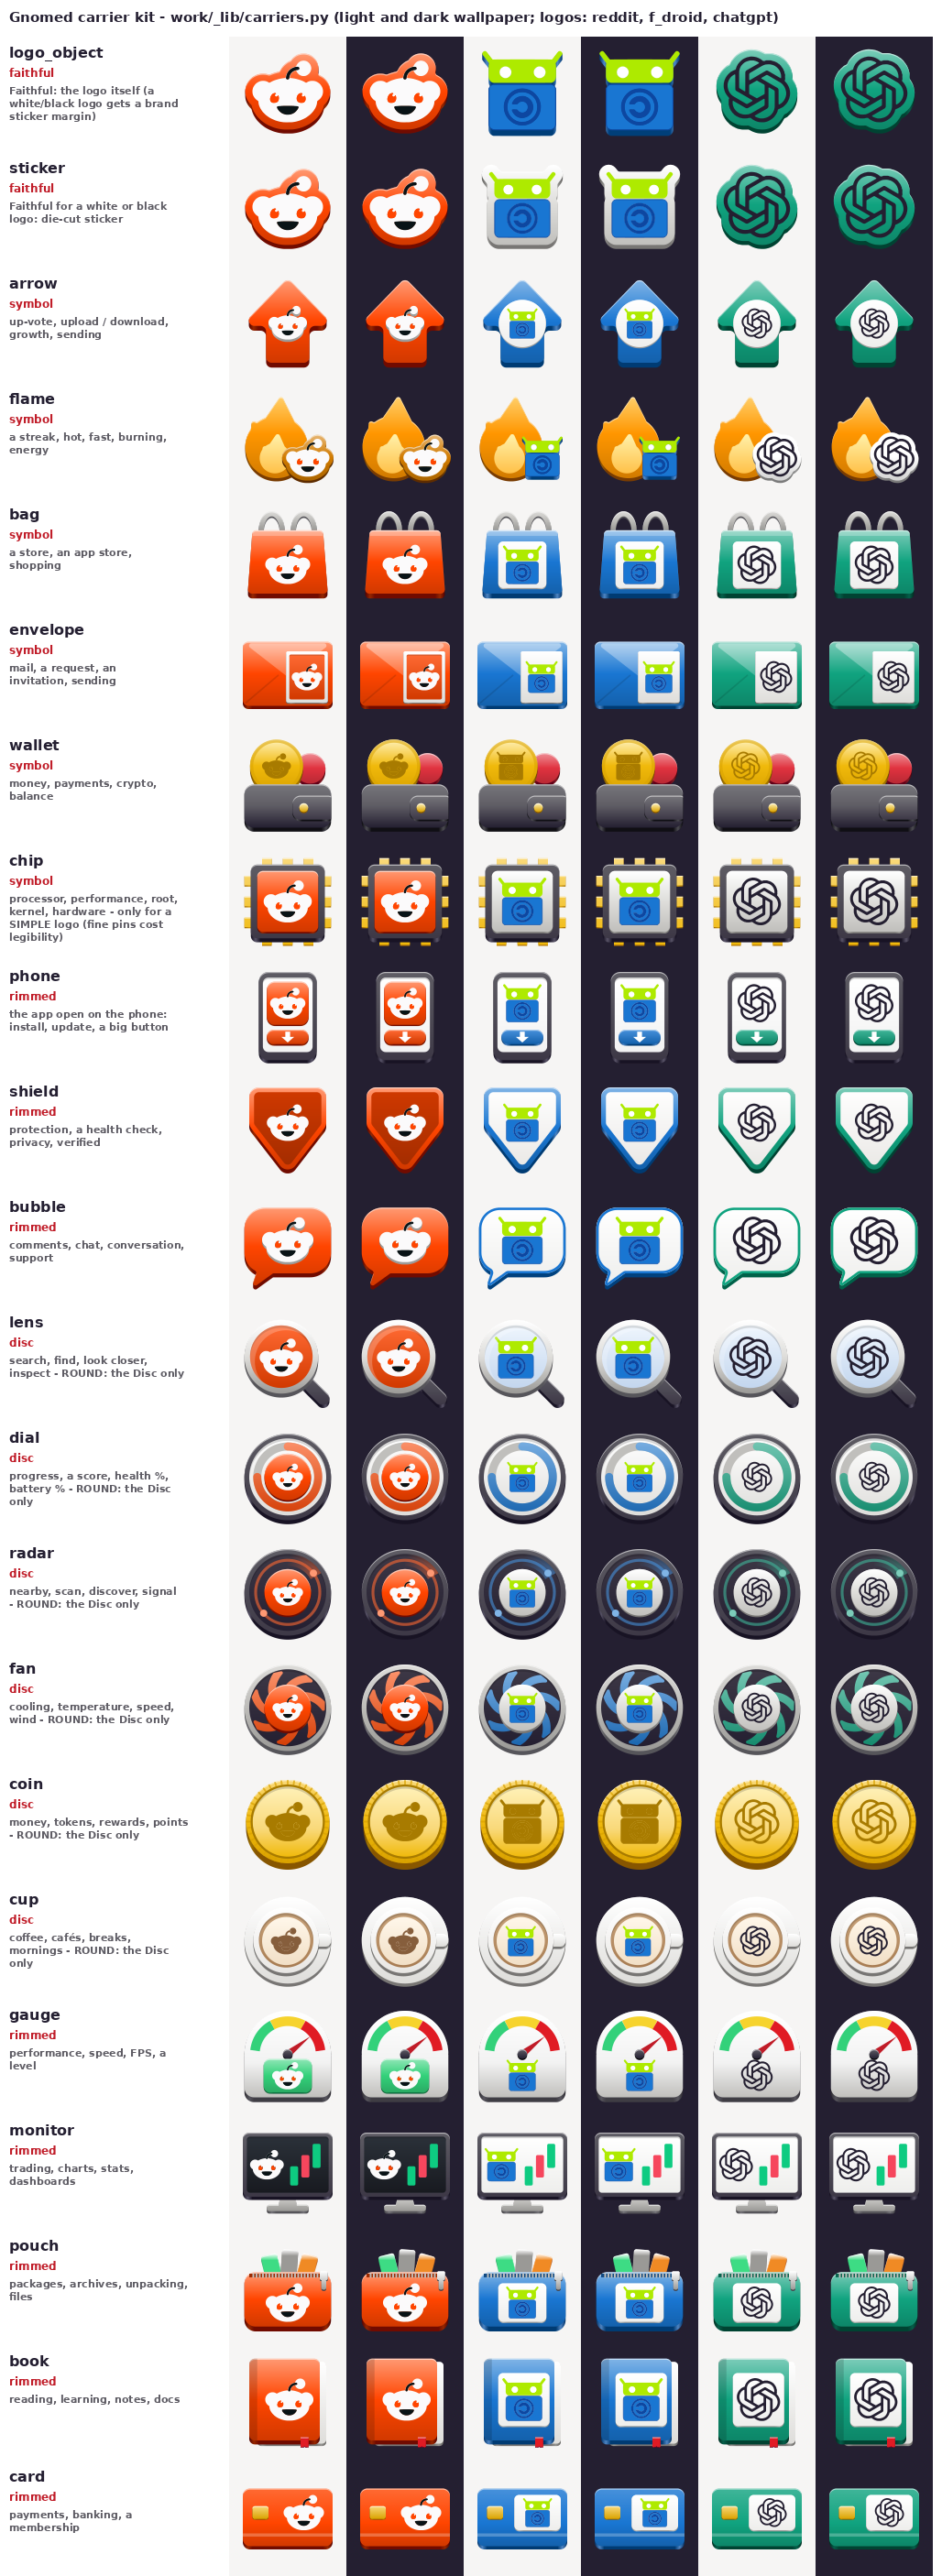 Gnomed carrier kit - work/_lib/carriers.py (light and dark wallpaper; logos: reddit, f_droid, chatgpt)
logo_object
faithful
Faithful: the logo itself (a
white/black logo gets a brand
sticker margin)
sticker
faithful
Faithful for a white or black
logo: die-cut sticker
arrow
symbol
up-vote, upload / download,
growth, sending
flame
symbol
a streak, hot, fast, burning,
energy
bag
symbol
a store, an app store,
shopping
envelope
symbol
mail, a request, an
invitation, sending
wallet
symbol
money, payments, crypto,
balance
chip
symbol
processor, performance, root,
kernel, hardware - only for a
SIMPLE logo (fine pins cost
legibility)
phone
rimmed
the app open on the phone:
install, update, a big button
shield
rimmed
protection, a health check,
privacy, verified
bubble
rimmed
comments, chat, conversation,
support
lens
disc
search, find, look closer,
inspect - ROUND: the Disc only
dial
disc
progress, a score, health %,
battery % - ROUND: the Disc
only
radar
disc
nearby, scan, discover, signal
- ROUND: the Disc only
fan
disc
cooling, temperature, speed,
wind - ROUND: the Disc only
coin
disc
money, tokens, rewards, points
- ROUND: the Disc only
cup
disc
coffee, cafés, breaks,
mornings - ROUND: the Disc
only
gauge
rimmed
performance, speed, FPS, a
level
monitor
rimmed
trading, charts, stats,
dashboards
pouch
rimmed
packages, archives, unpacking,
files
book
rimmed
reading, learning, notes, docs
card
rimmed
payments, banking, a
membership